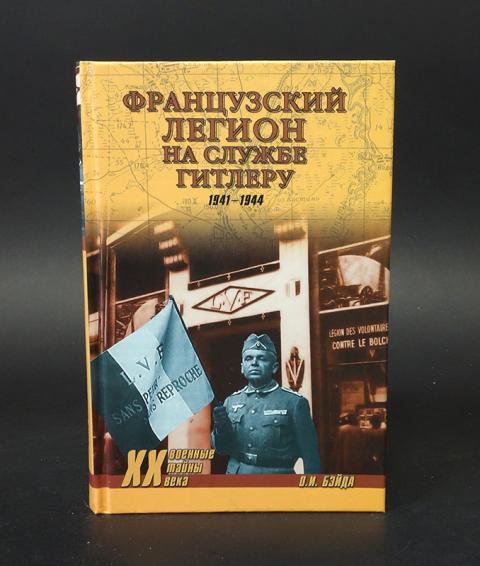 ФРАНЦУЗСКИЙ
ЛЕГИОН
НА СЛУЖБЕ
ГИТЛЕРУ
1941–1944
L.V.F
LEGION DES VOLONTAIRES
CONTRE LE BOLCH
L.V.F
SANS PEUR
REPROCHE
XX военные
тайны
века
О.И. БЭЙДА